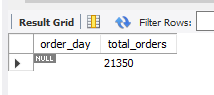 Result Grid Filter Rows:
order_day total_orders
NULL 21350